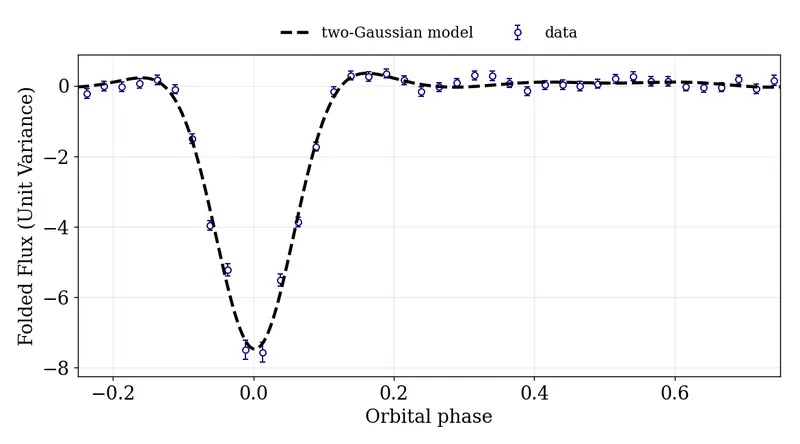 two-Gaussian model
data
Folded Flux (Unit Variance)
0
−2
−4
−6
−8
−0.2
0.0
0.2
0.4
0.6
Orbital phase